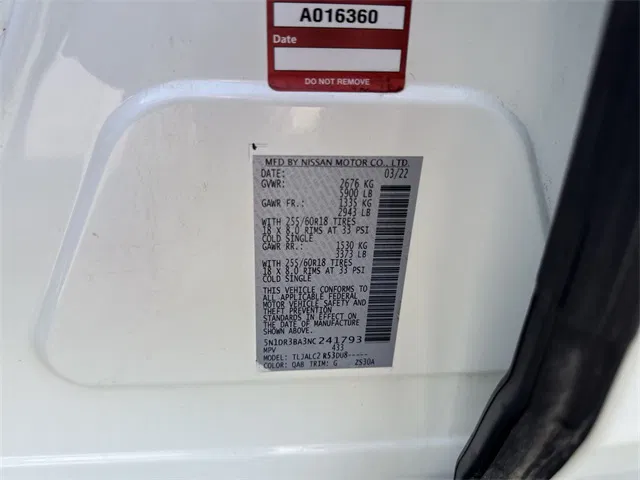 A016360
Date
DO NOT REMOVE
MFD BY NISSAN MOTOR CO., LTD.
DATE: 03/22
GVWR: 2676 KG
5900 LB
GAWR FR.: 1335 KG
2943 LB
WITH 255/60R18 TIRES
18 X 8.0 RIMS AT 33 PSI
COLD SINGLE
GAWR RR.: 1530 KG
3373 LB
WITH 255/60R18 TIRES
18 X 8.0 RIMS AT 33 PSI
COLD SINGLE
THIS VEHICLE CONFORMS TO
ALL APPLICABLE FEDERAL
MOTOR VEHICLE SAFETY AND
THEFT PREVENTION
STANDARDS IN EFFECT ON
THE DATE OF MANUFACTURE
SHOWN ABOVE.
5N1DR3BA3NC241793
MPV 433
MODEL: TLJALC2 R53DU8-----
COLOR: QAB TRIM: G 2S30A